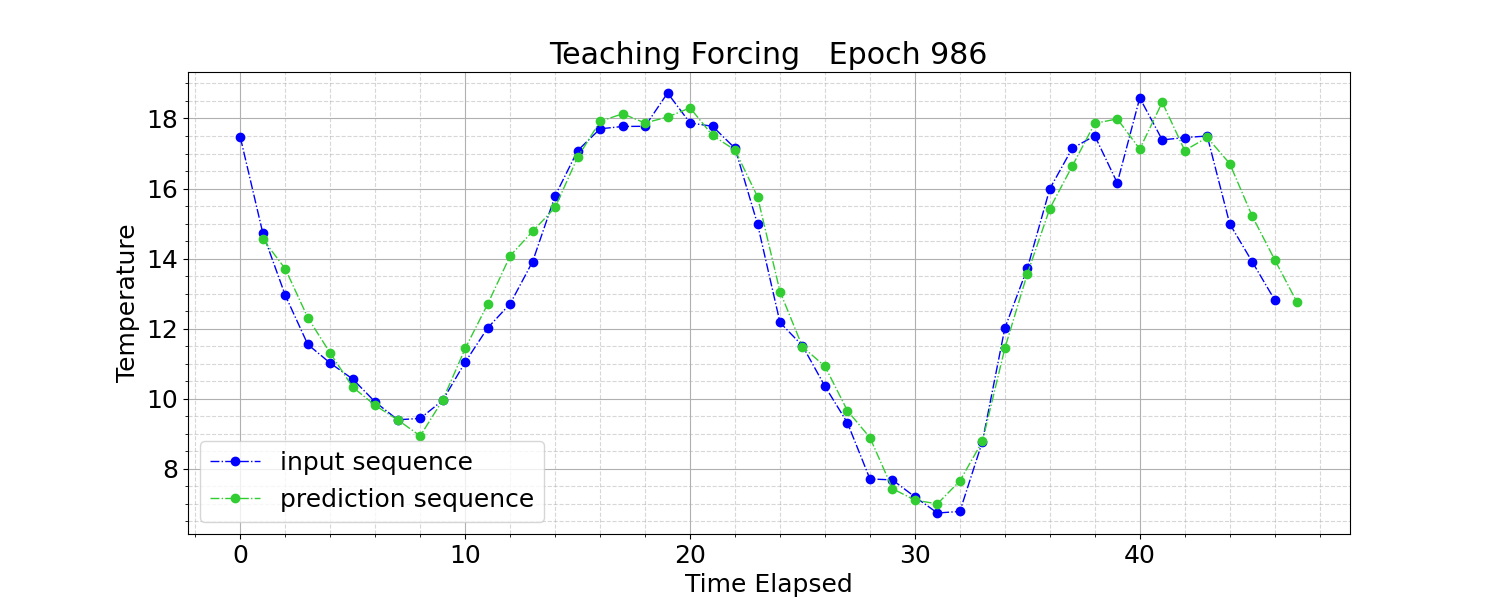 Teaching Forcing   Epoch 986
Temperature
18
16
14
12
10
8
input sequence
prediction sequence
0 10 20 30 40
Time Elapsed